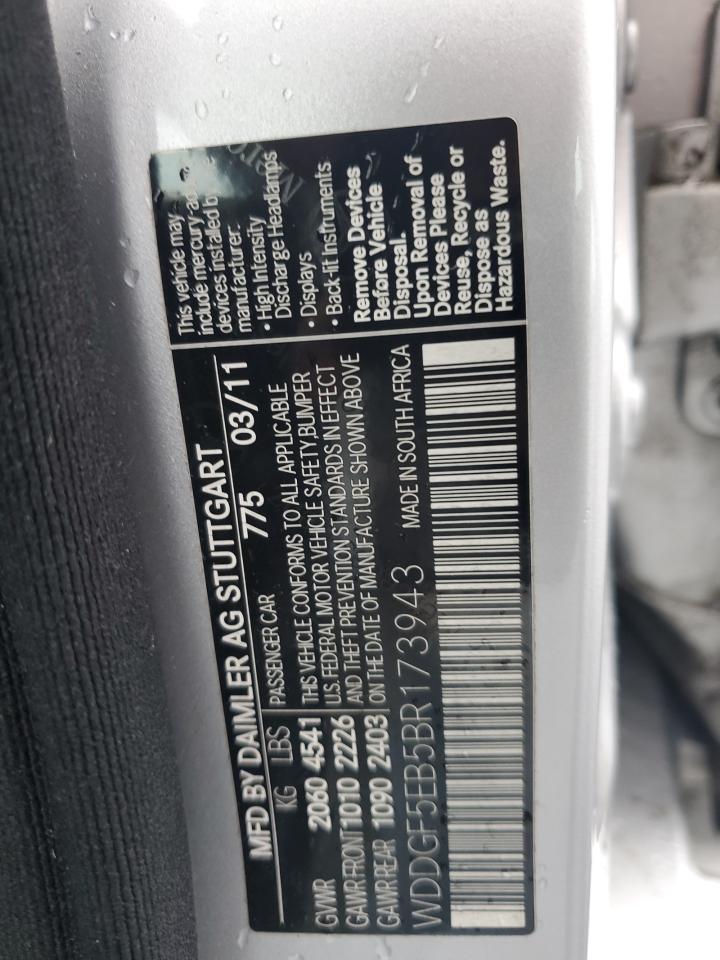 MFD BY DAIMLER AG STUTTGART
775 03/11
KG LBS PASSENGER CAR
GVWR 2060 4541
GAWR FRONT 1010 2226
GAWR REAR 1090 2403
THIS VEHICLE CONFORMS TO ALL APPLICABLE
U.S. FEDERAL MOTOR VEHICLE SAFETY,BUMPER
AND THEFT PREVENTION STANDARDS IN EFFECT
ON THE DATE OF MANUFACTURE SHOWN ABOVE
WDDGF5EB5BR173943 MADE IN SOUTH AFRICA
This vehicle may
include mercury
devices installed by
manufacturer:
• High Intensity
Discharge Headlamps
• Displays
• Back-lit Instruments
Remove Devices
Before Vehicle
Disposal.
Upon Removal of
Devices Please
Reuse, Recycle or
Dispose as
Hazardous Waste.